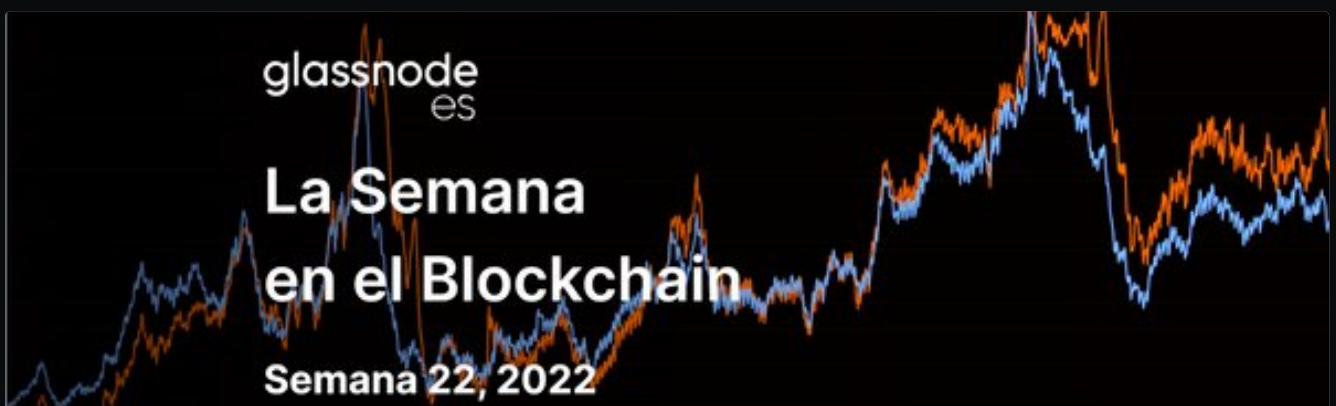 glassnode
es
La Semana
en el Blockchain
Semana 22, 2022